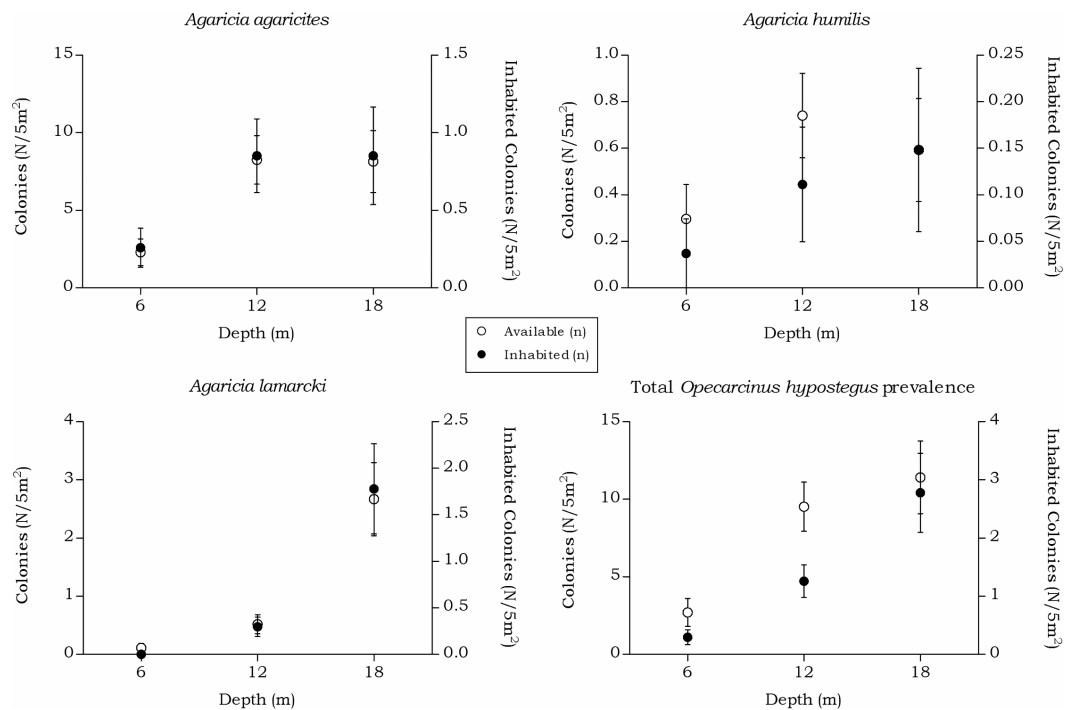 Agaricia agaricites
15
10
5
0
Colonies (N/5m²)
1.5
1.0
0.5
0.0
Inhabited Colonies (N/5m²)
6 12 18
Depth (m)
Agaricia humilis
1.0
0.8
0.6
0.4
0.2
0.0
Colonies (N/5m²)
0.25
0.20
0.15
0.10
0.05
0.00
Inhabited Colonies (N/5m²)
6 12 18
Depth (m)
Available (n)
Inhabited (n)
Agaricia lamarcki
4
3
2
1
0
Colonies (N/5m²)
2.5
2.0
1.5
1.0
0.5
0.0
Inhabited Colonies (N/5m²)
6 12 18
Depth (m)
Total Opecarcinus hypostegus prevalence
15
10
5
0
Colonies (N/5m²)
4
3
2
1
0
Inhabited Colonies (N/5m²)
6 12 18
Depth (m)